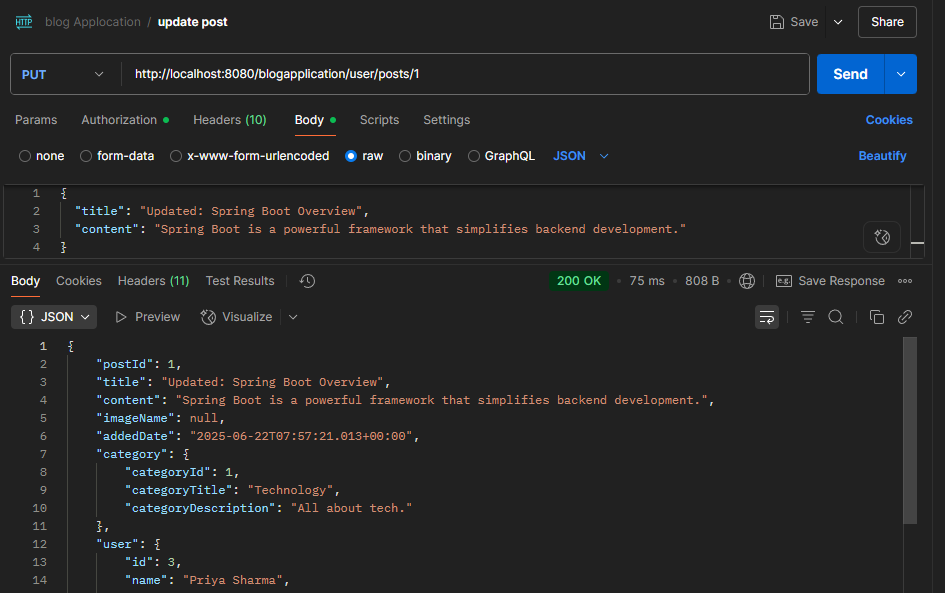 HTTP blog Applocation / update post Save Share
PUT http://localhost:8080/blogapplication/user/posts/1 Send
Params Authorization Headers (10) Body Scripts Settings Cookies
none form-data x-www-form-urlencoded raw binary GraphQL JSON Beautify
1 {
2 "title": "Updated: Spring Boot Overview",
3 "content": "Spring Boot is a powerful framework that simplifies backend development."
4 }
Body Cookies Headers (11) Test Results 200 OK • 75 ms • 808 B • e.g. Save Response
{} JSON Preview Visualize
1 {
2 "postId": 1,
3 "title": "Updated: Spring Boot Overview",
4 "content": "Spring Boot is a powerful framework that simplifies backend development.",
5 "imageName": null,
6 "addedDate": "2025-06-22T07:57:21.013+00:00",
7 "category": {
8 "categoryId": 1,
9 "categoryTitle": "Technology",
10 "categoryDescription": "All about tech."
11 },
12 "user": {
13 "id": 3,
14 "name": "Priya Sharma",